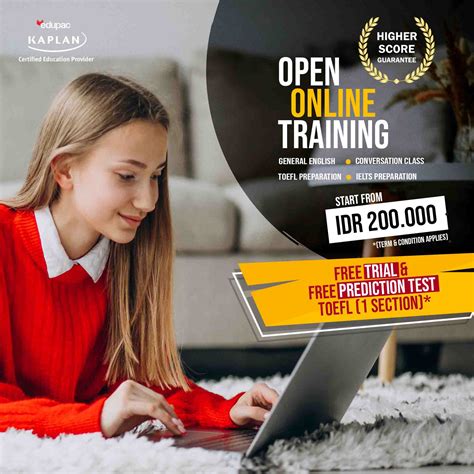 edupac
KAPLAN
Certified Education Provider
HIGHER
SCORE
GUARANTEE
OPEN
ONLINE
TRAINING
GENERAL ENGLISH ● CONVERSATION CLASS
TOEFL PREPARATION ● IELTS PREPARATION
START FROM
IDR 200.000
*(TERM & CONDITION APPLIES)
FREE TRIAL &
FREE PREDICTION TEST
TOEFL (1 SECTION)*